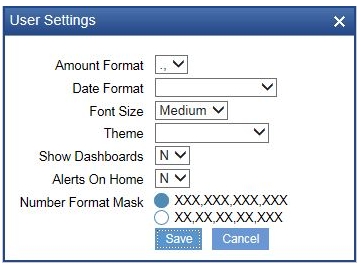 User Settings
Amount Format .,
Date Format
Font Size Medium
Theme
Show Dashboards N
Alerts On Home N
Number Format Mask XXX,XXX,XXX,XXX
XX,XX,XX,XX,XXX
Save Cancel